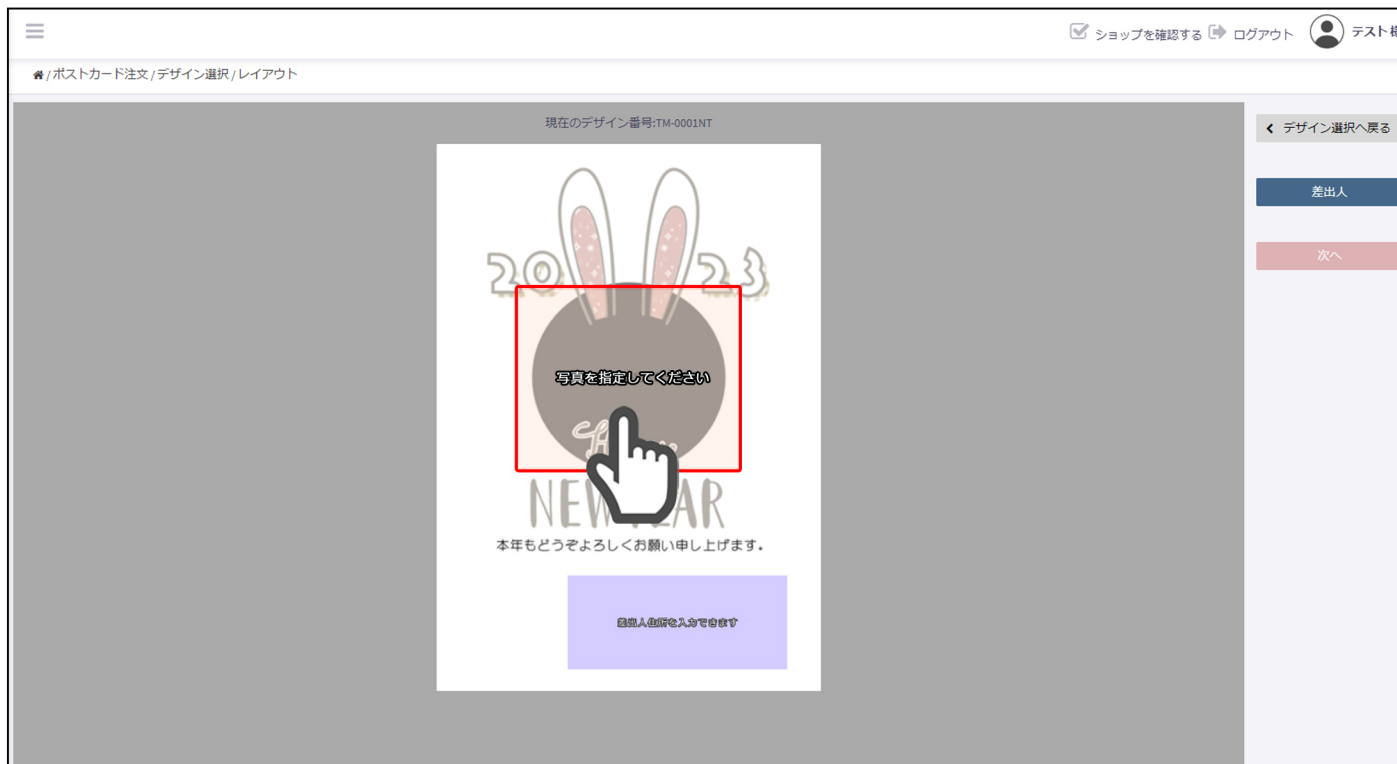 ショップを確認する ログアウト テスト様
/ポストカード注文/デザイン選択/レイアウト
現在のデザイン番号:TM-0001NT
デザイン選択へ戻る
差出人
次へ
2023
写真を指定してください
NEW YEAR
本年もどうぞよろしくお願い申し上げます。
差出人住所を入力できます